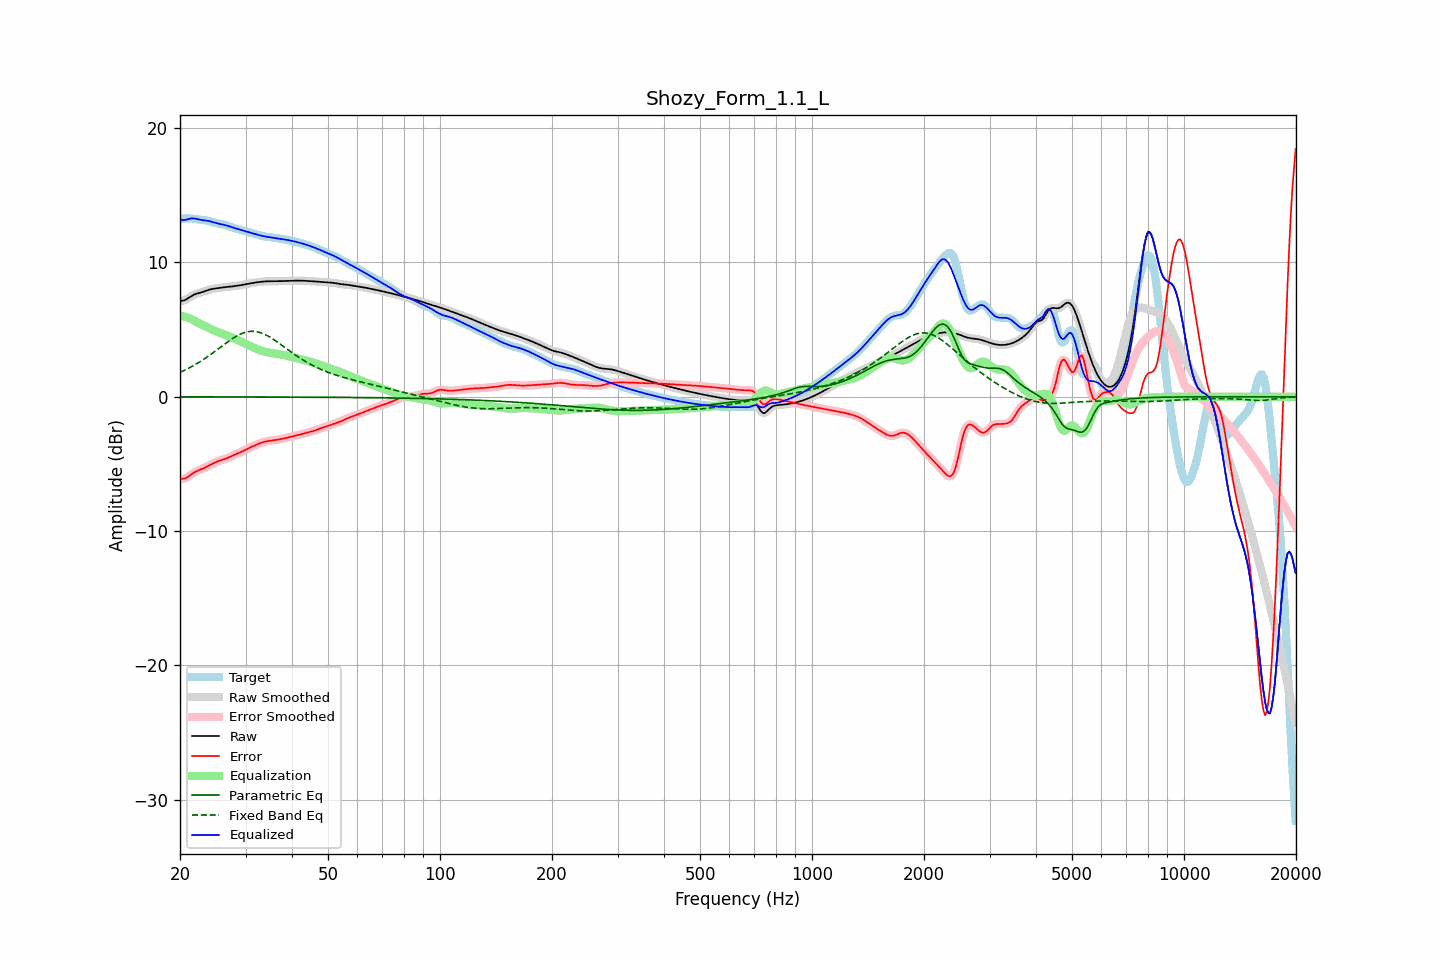 Shozy_Form_1.1_L
20
10
0
−10
−20
−30
Amplitude (dBr)
Target
Raw Smoothed
Error Smoothed
Raw
Error
Equalization
Parametric Eq
Fixed Band Eq
Equalized
20 50 100 200 500 1000 2000 5000 10000 20000
Frequency (Hz)